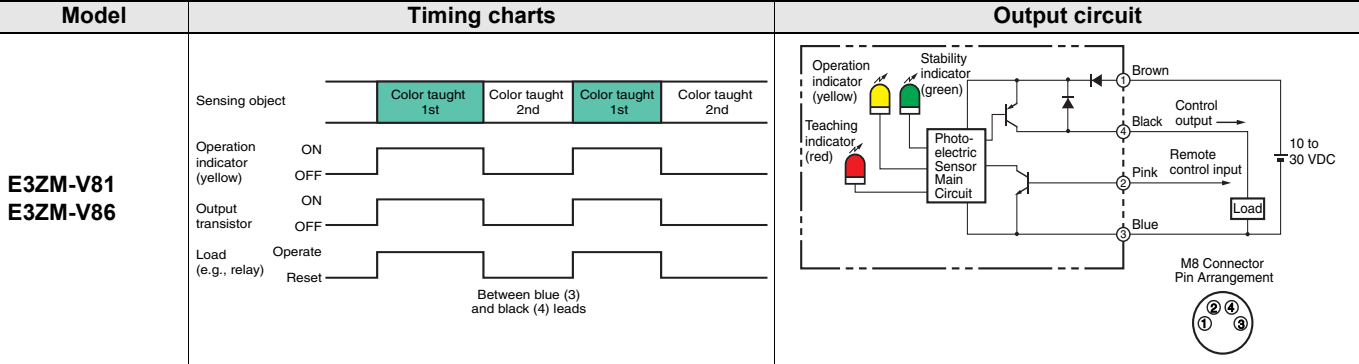 Model
Timing charts
Output circuit
E3ZM-V81
E3ZM-V86
Sensing object
Color taught
1st
Color taught
2nd
Color taught
1st
Color taught
2nd
Operation
indicator
(yellow)
ON
OFF
Output
transistor
ON
OFF
Load
(e.g., relay)
Operate
Reset
Between blue (3)
and black (4) leads
Operation
indicator
(yellow)
Stability
indicator
(green)
Teaching
indicator
(red)
Photo-
electric
Sensor
Main
Circuit
1 Brown
4 Black
Control
output
2 Pink
Remote
control input
3 Blue
Load
10 to
30 VDC
M8 Connector
Pin Arrangement
2 4
1 3